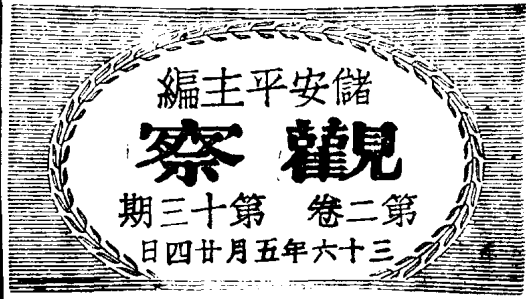 儲安平主編
觀察
第二卷 第十三期
三十六年五月廿四日